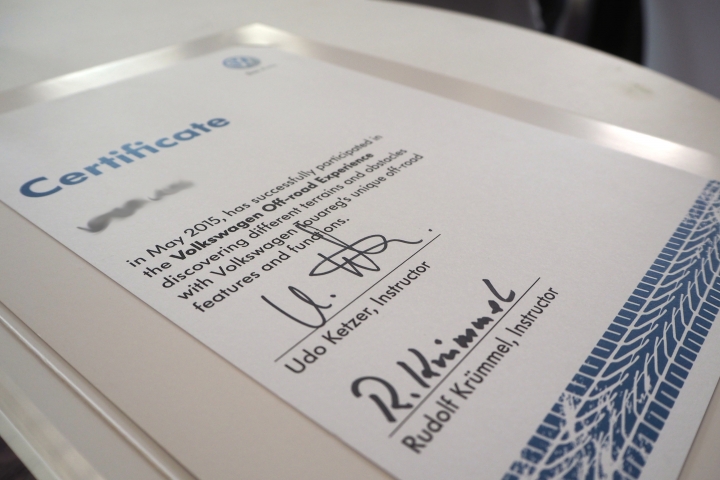 Certificate
in May 2015, has successfully participated in
the Volkswagen Off-road Experience
discovering different terrains and obstacles
with Volkswagen Touareg's unique off-road
features and functions.
Udo Ketzer, Instructor
R. Krümmel
Rudolf Krümmel, Instructor